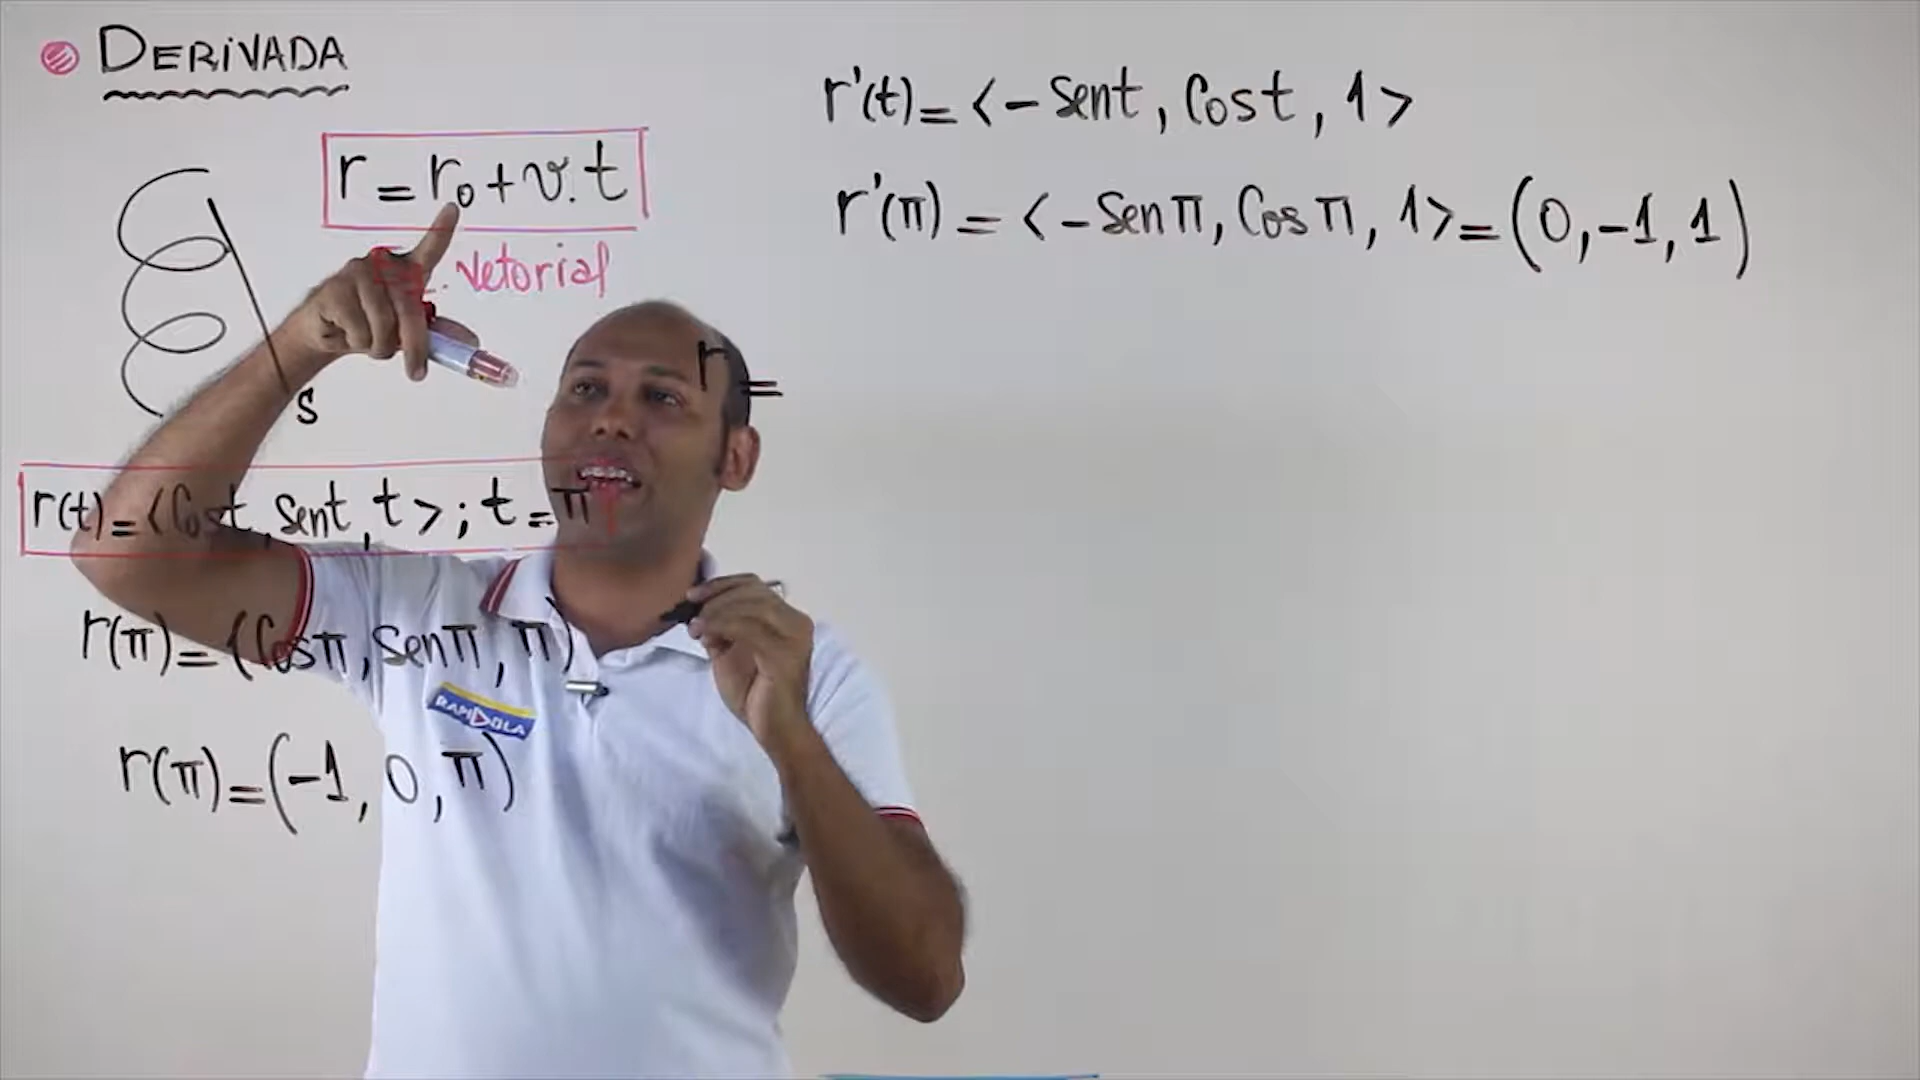 DERIVADA
r = r₀ + v.t
Eq. Vetorial
s
r(t) = <Cost, Sent, t> ; t = π
r(π) = (Cosπ, Senπ, π)
r(π) = (-1, 0, π)
r'(t) = <-Sent, Cost, 1>
r'(π) = <-Senπ, Cosπ, 1> = (0, -1, 1)
r =
RAPIDOLA